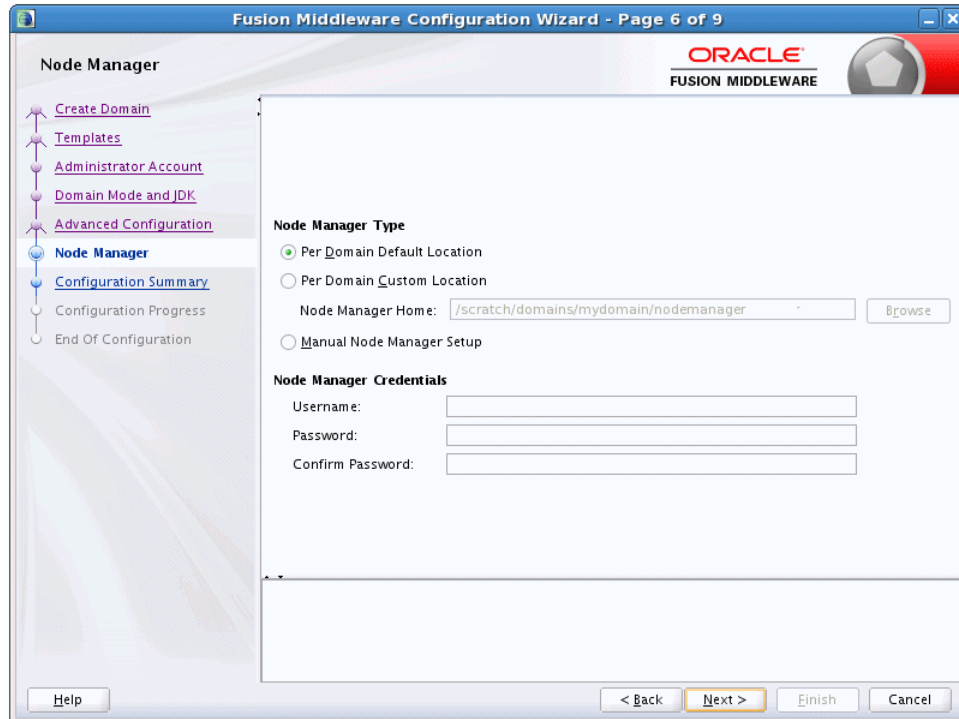 Fusion Middleware Configuration Wizard - Page 6 of 9
Node Manager
ORACLE
FUSION MIDDLEWARE
Create Domain
Templates
Administrator Account
Domain Mode and JDK
Advanced Configuration
Node Manager
Configuration Summary
Configuration Progress
End Of Configuration
Node Manager Type
Per Domain Default Location
Per Domain Custom Location
Node Manager Home: /scratch/domains/mydomain/nodemanager Browse
Manual Node Manager Setup
Node Manager Credentials
Username:
Password:
Confirm Password:
Help < Back Next > Finish Cancel